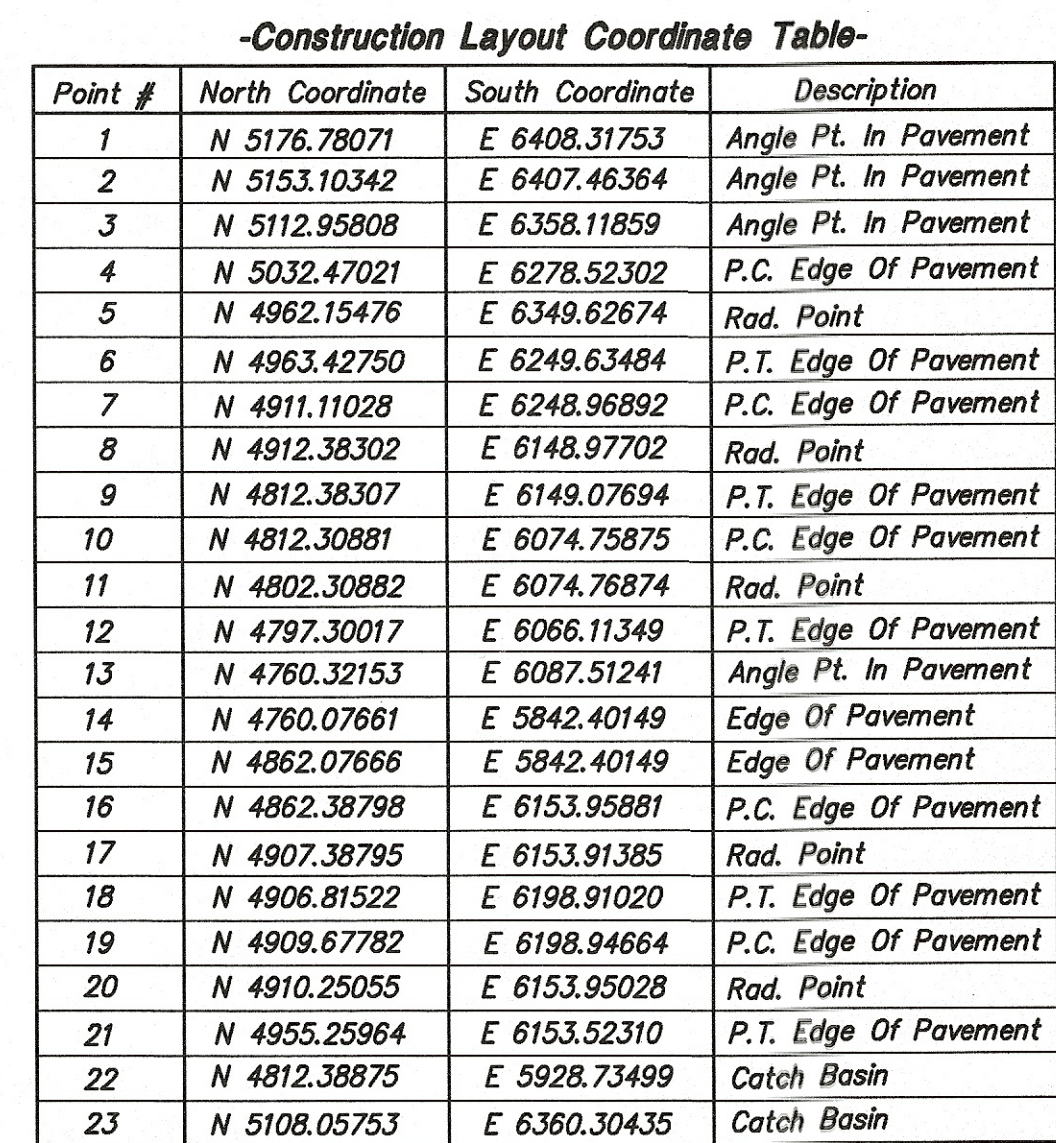 -Construction Layout Coordinate Table-
Point # North Coordinate South Coordinate Description
1 N 5176.78071 E 6408.31753 Angle Pt. In Pavement
2 N 5153.10342 E 6407.46364 Angle Pt. In Pavement
3 N 5112.95808 E 6358.11859 Angle Pt. In Pavement
4 N 5032.47021 E 6278.52302 P.C. Edge Of Pavement
5 N 4962.15476 E 6349.62674 Rad. Point
6 N 4963.42750 E 6249.63484 P.T. Edge Of Pavement
7 N 4911.11028 E 6248.96892 P.C. Edge Of Pavement
8 N 4912.38302 E 6148.97702 Rad. Point
9 N 4812.38307 E 6149.07694 P.T. Edge Of Pavement
10 N 4812.30881 E 6074.75875 P.C. Edge Of Pavement
11 N 4802.30882 E 6074.76874 Rad. Point
12 N 4797.30017 E 6066.11349 P.T. Edge Of Pavement
13 N 4760.32153 E 6087.51241 Angle Pt. In Pavement
14 N 4760.07661 E 5842.40149 Edge Of Pavement
15 N 4862.07666 E 5842.40149 Edge Of Pavement
16 N 4862.38798 E 6153.95881 P.C. Edge Of Pavement
17 N 4907.38795 E 6153.91385 Rad. Point
18 N 4906.81522 E 6198.91020 P.T. Edge Of Pavement
19 N 4909.67782 E 6198.94664 P.C. Edge Of Pavement
20 N 4910.25055 E 6153.95028 Rad. Point
21 N 4955.25964 E 6153.52310 P.T. Edge Of Pavement
22 N 4812.38875 E 5928.73499 Catch Basin
23 N 5108.05753 E 6360.30435 Catch Basin